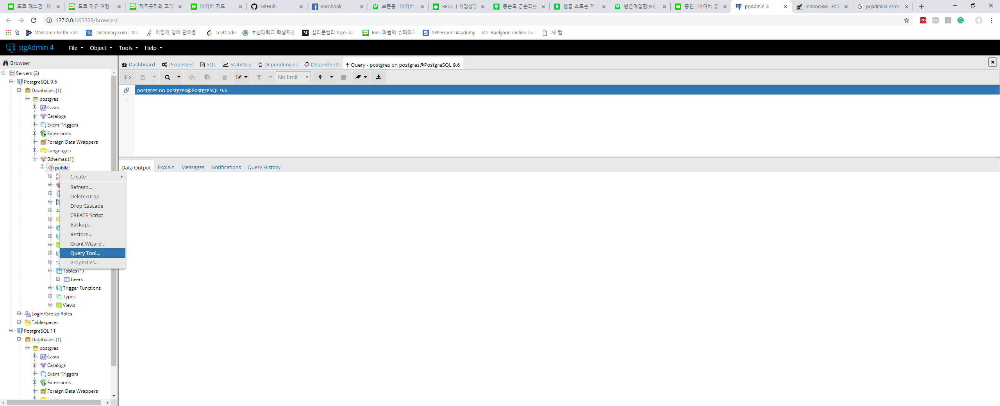 도쿄 패스권 : 네이
도쿄 자유 여행 :
제주규리의 꼬닥
네이버 지도
GitHub
Facebook
보존용 : 네이버
BEST ㅣ취업상담
똥손도 금손되는
앰플 흐르는 게 
받은메일함(90) :
증인 : 네이버 통
pgAdmin 4
IndoorGML-Edit
pgadmin4 error
127.0.0.1:65228/browser/
앱
Welcome to the OG
Dictionary.com | Me
어떻게 영어 단어를
LeetCode
부산대학교 학생지원
실리콘밸리 top5 회사
Ries 마법의 슈퍼마리
SW Expert Academy
Baekjoon Online Jud
새 탭
pgAdmin 4
File
Object
Tools
Help
Browser
Dashboard
Properties
SQL
Statistics
Dependencies
Dependents
Query - postgres on postgres@PostgreSQL 9.6
No limit
postgres on postgres@PostgreSQL 9.6
1
Data Output
Explain
Messages
Notifications
Query History
Servers (2)
PostgreSQL 9.6
Databases (1)
postgres
Casts
Catalogs
Event Triggers
Extensions
Foreign Data Wrappers
Languages
Schemas (1)
public
Create
Refresh...
Delete/Drop
Drop Cascade
CREATE Script
Backup...
Restore...
Grant Wizard...
Query Tool...
Properties...
Tables (1)
beers
Trigger Functions
Types
Views
Login/Group Roles
Tablespaces
PostgreSQL 11
Databases (1)
postgres
Casts
Catalogs
Event Triggers
Extensions
Foreign Data Wrappers